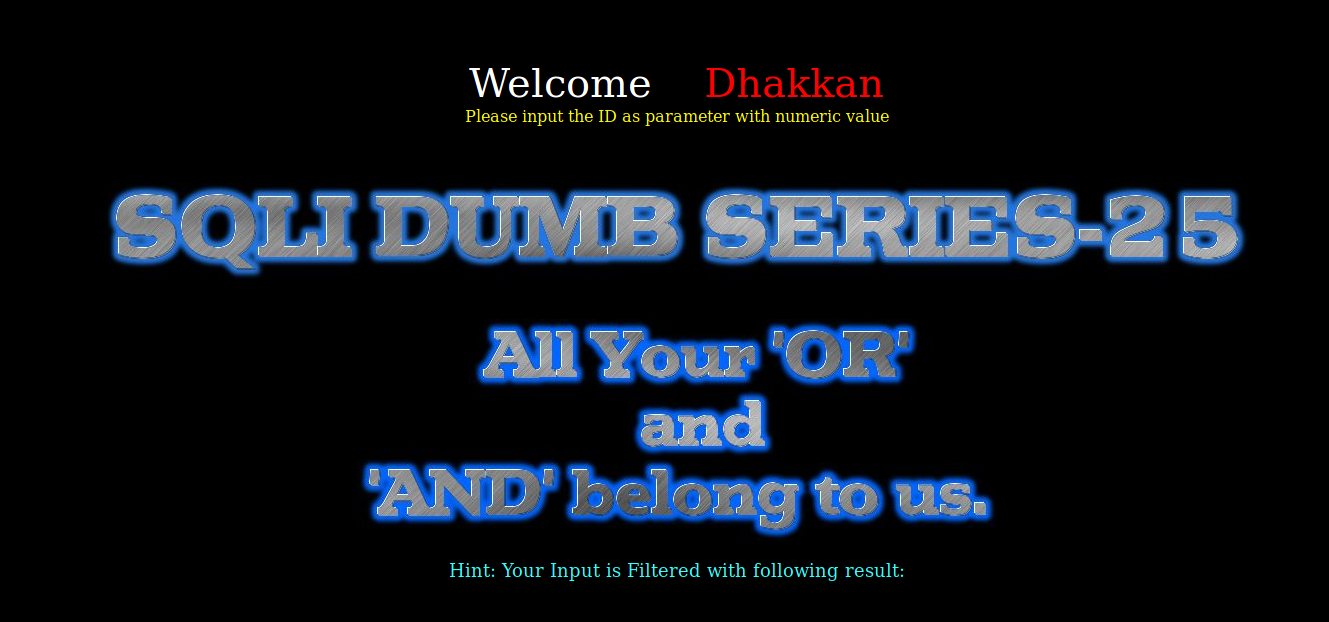 Welcome Dhakkan
Please input the ID as parameter with numeric value
SQLI DUMB SERIES-25
All Your 'OR'
and
'AND' belong to us.
Hint: Your Input is Filtered with following result: